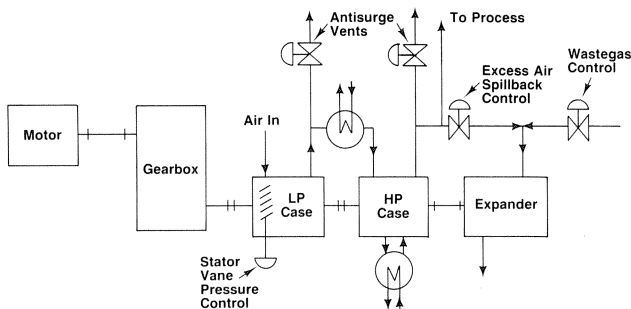 Antisurge
Vents
To Process
Wastegas
Control
Excess Air
Spillback
Control
Motor
Gearbox
Air In
LP
Case
HP
Case
Expander
Stator
Vane
Pressure
Control